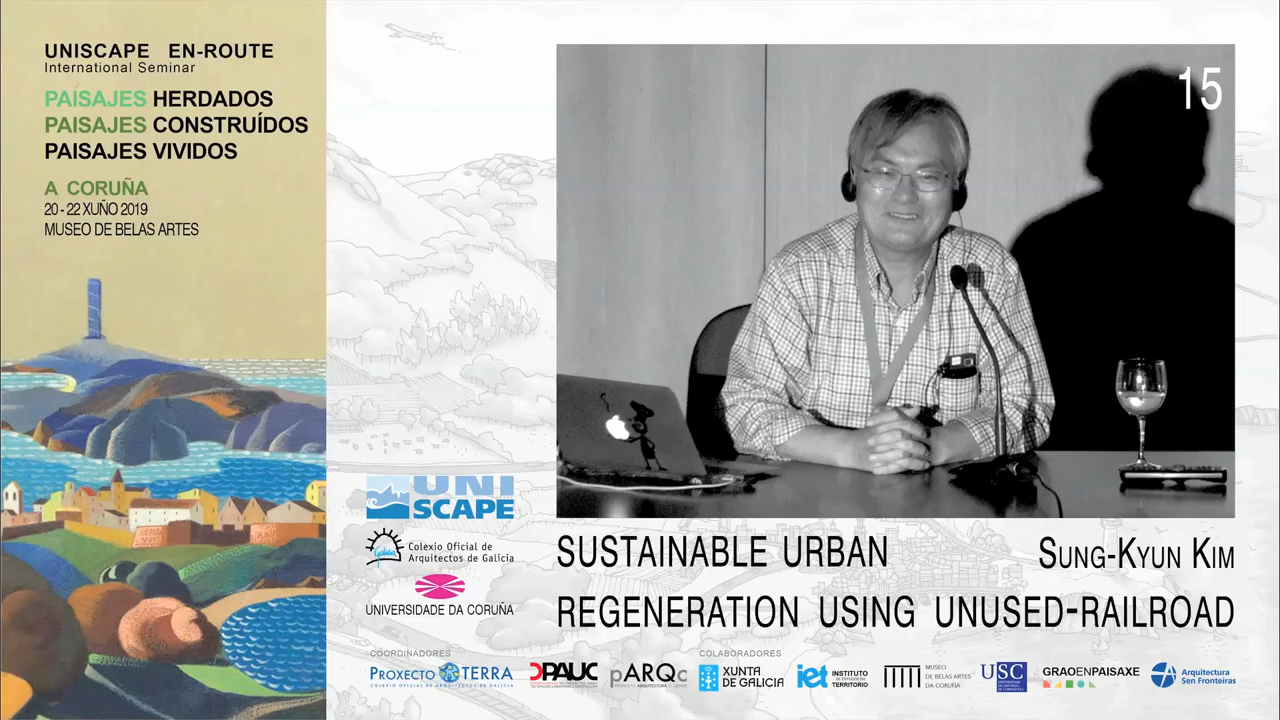 UNISCAPE EN-ROUTE
International Seminar
PAISAJES HERDADOS
PAISAJES CONSTRUÍDOS
PAISAJES VIVIDOS
A CORUÑA
20 - 22 XUÑO 2019
MUSEO DE BELAS ARTES
15
UNI
SCAPE
Galicia
Colexio Oficial de
Arquitectos de Galicia
UNIVERSIDADE DA CORUÑA
SUSTAINABLE URBAN
REGENERATION USING UNUSED-RAILROAD
SUNG-KYUN KIM
COORDINADORES
PROXECTO TERRA
COLEXIO OFICIAL DE ARQUITECTOS DE GALICIA
DPAUC
pARQc
COLABORADORES
XUNTA
DE GALICIA
iet INSTITUTO
DE ESTUDOS DO
TERRITORIO
MUSEO
DE BELAS ARTES
DA CORUÑA
USC
GRAOENPAISAXE
Arquitectura
Sen Fronteiras